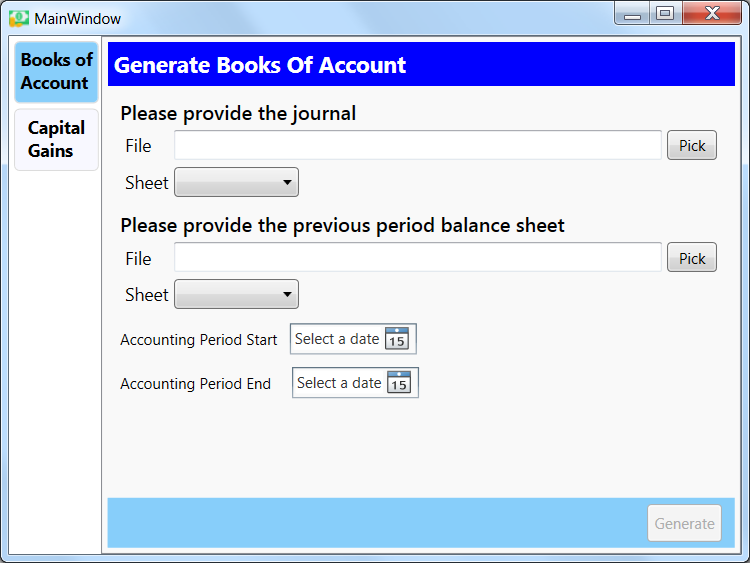 MainWindow
Books of
Account
Capital
Gains
Generate Books Of Account
Please provide the journal
File
Pick
Sheet
Please provide the previous period balance sheet
File
Pick
Sheet
Accounting Period Start
Select a date
15
Accounting Period End
Select a date
15
Generate